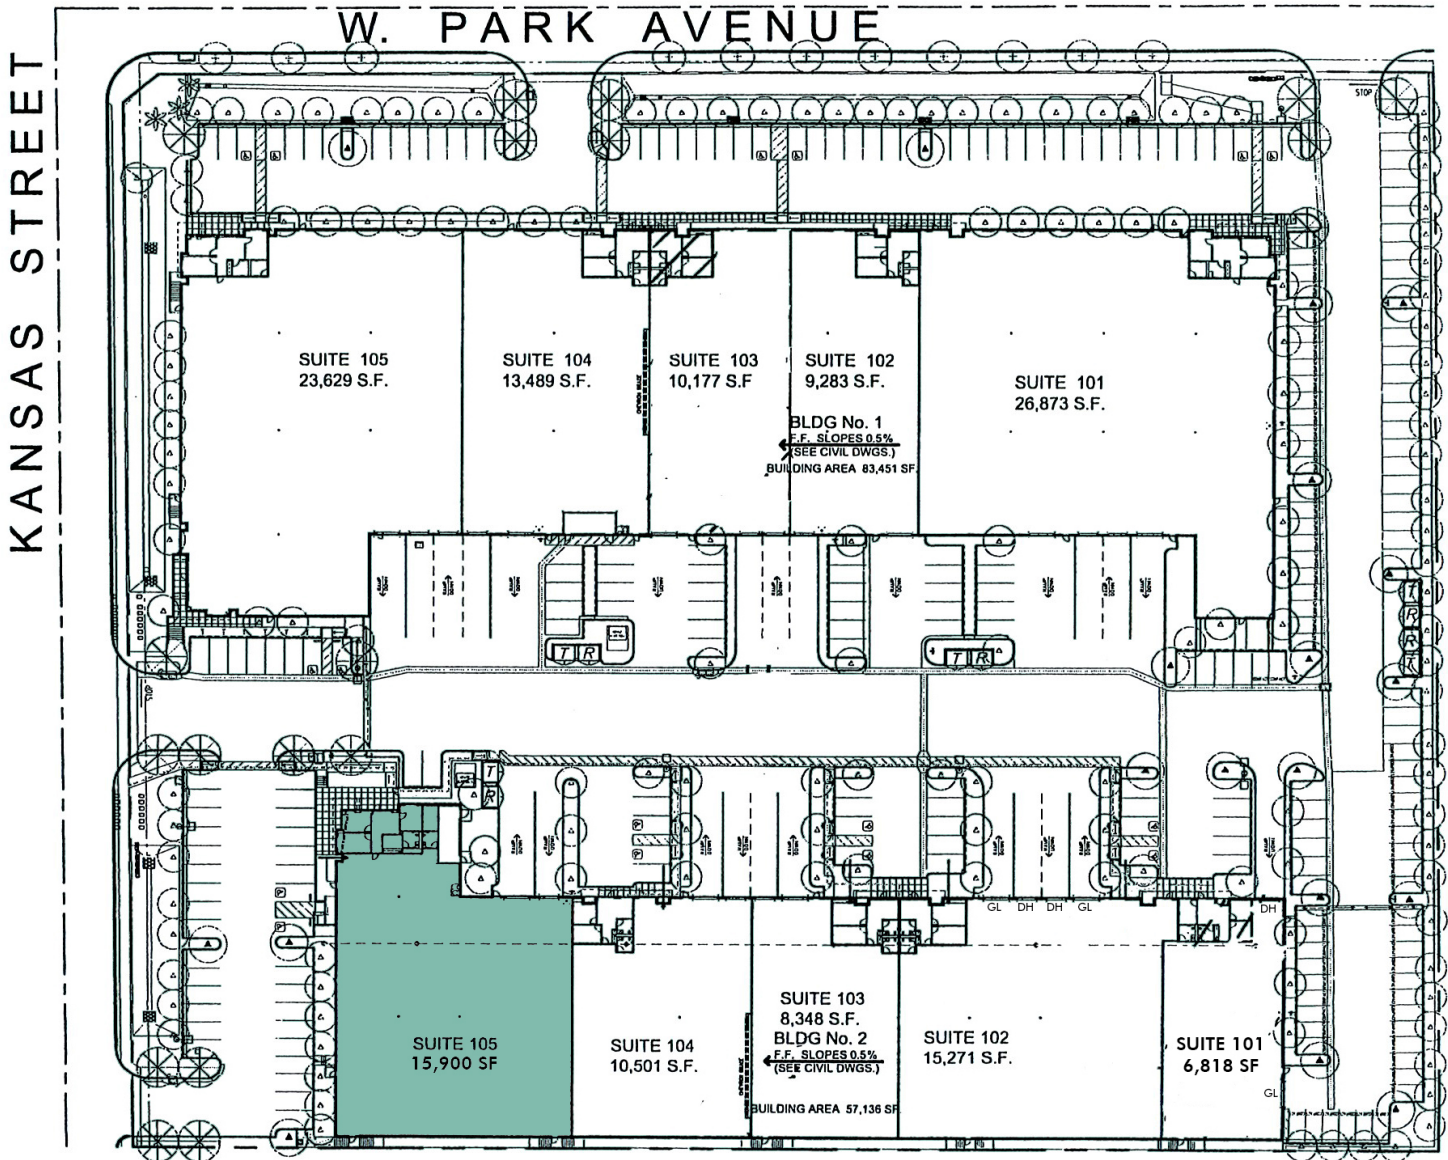 W. PARK AVENUE
KANSAS STREET
STOP
SUITE 105
23,629 S.F.
SUITE 104
13,489 S.F.
SUITE 103
10,177 S.F
SUITE 102
9,283 S.F.
SUITE 101
26,873 S.F.
BLDG No. 1
F.F. SLOPES 0.5%
(SEE CIVIL DWGS.)
BUILDING AREA 83,451 SF
T R
T R
T
R
R
T
STOP
T
R
GL DH DH GL
DH
SUITE 105
15,900 SF
SUITE 104
10,501 S.F.
SUITE 103
8,348 S.F.
BLDG No. 2
F.F. SLOPES 0.5%
(SEE CIVIL DWGS.)
BUILDING AREA 57,136 SF
SUITE 102
15,271 S.F.
SUITE 101
6,818 SF
GL